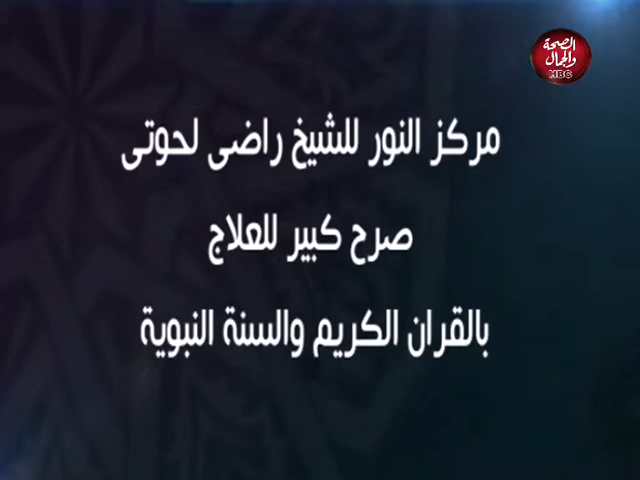 الصحة
والجمال
HBC
مركز النور للشيخ راضى لحوتى
صرح كبير للعلاج
بالقران الكريم والسنة النبوية